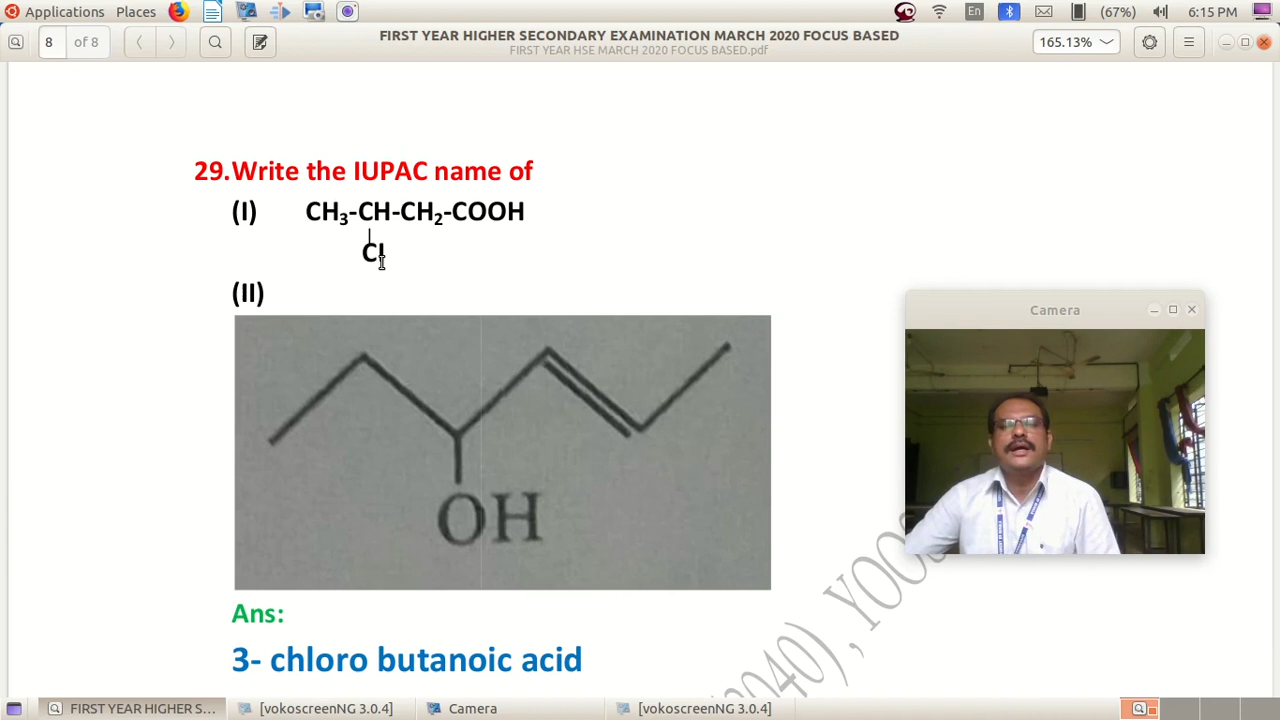 Applications Places En (67%) 6:15 PM
8 of 8
FIRST YEAR HIGHER SECONDARY EXAMINATION MARCH 2020 FOCUS BASED
FIRST YEAR HSE MARCH 2020 FOCUS BASED.pdf
165.13%
29.Write the IUPAC name of
(I) CH₃-CH-CH₂-COOH
Cl
(II)
OH
Camera
Ans:
3- chloro butanoic acid
040), YOO
FIRST YEAR HIGHER S... [vokoscreenNG 3.0.4] Camera [vokoscreenNG 3.0.4]